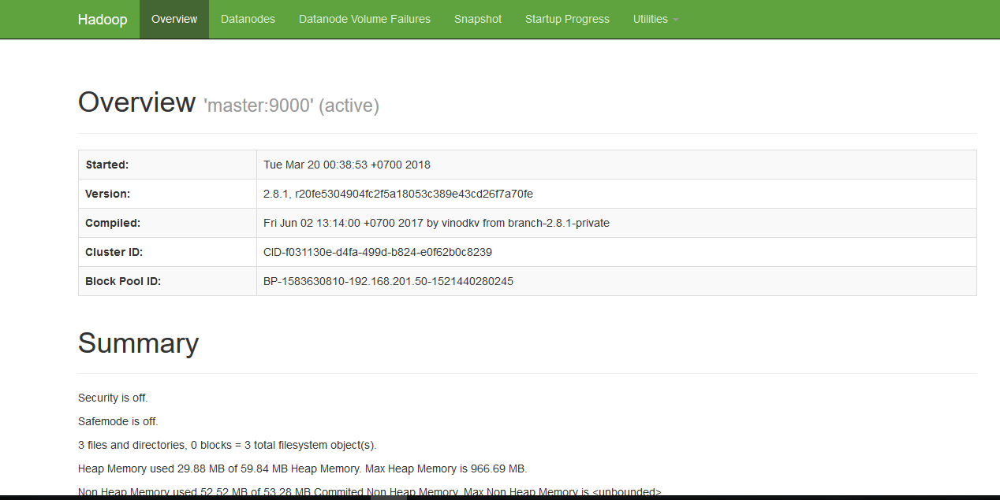 Hadoop Overview Datanodes Datanode Volume Failures Snapshot Startup Progress Utilities
Overview 'master:9000' (active)
Started: Tue Mar 20 00:38:53 +0700 2018
Version: 2.8.1, r20fe5304904fc2f5a18053c389e43cd26f7a70fe
Compiled: Fri Jun 02 13:14:00 +0700 2017 by vinodkv from branch-2.8.1-private
Cluster ID: CID-f031130e-d4fa-499d-b824-e0f62b0c8239
Block Pool ID: BP-1583630810-192.168.201.50-1521440280245
Summary
Security is off.
Safemode is off.
3 files and directories, 0 blocks = 3 total filesystem object(s).
Heap Memory used 29.88 MB of 59.84 MB Heap Memory. Max Heap Memory is 966.69 MB.
Non Heap Memory used 52.52 MB of 53.28 MB Commited Non Heap Memory. Max Non Heap Memory is <unbounded>